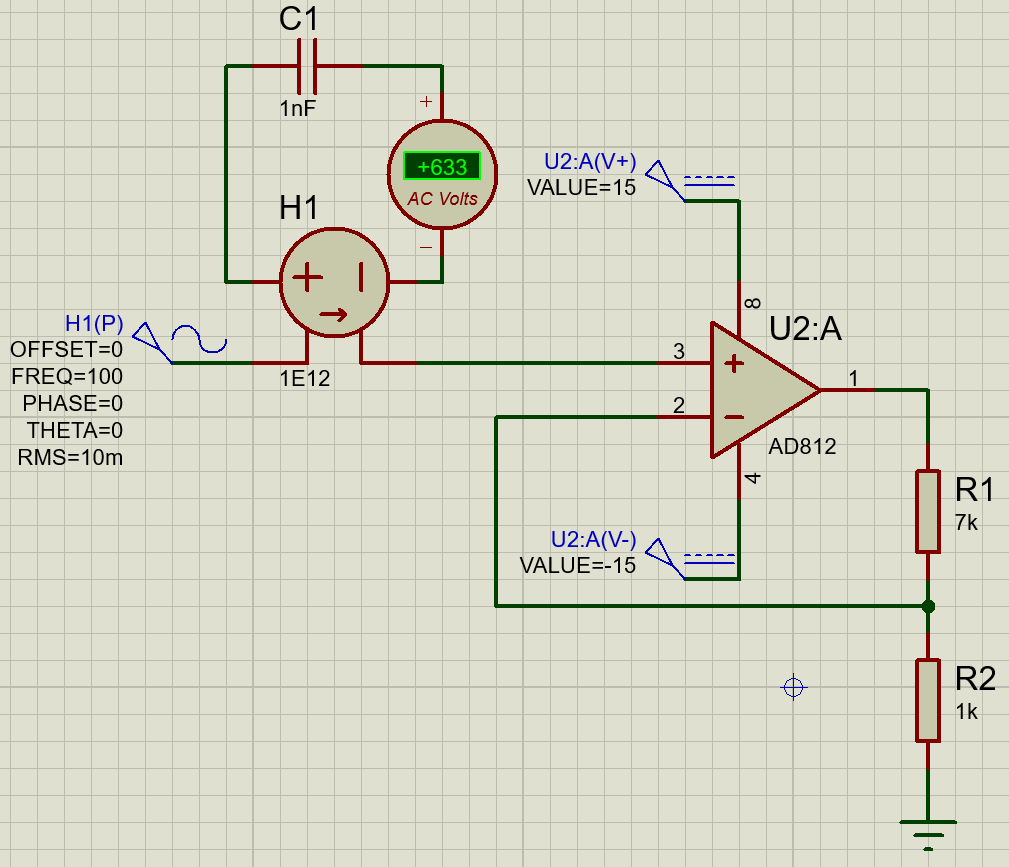 C1
1nF
+
+633
AC Volts
−
H1
+
1E12
H1(P)
OFFSET=0
FREQ=100
PHASE=0
THETA=0
RMS=10m
U2:A(V+)
VALUE=15
8
U2:A
3
+
2
−
1
AD812
4
U2:A(V-)
VALUE=-15
R1
7k
R2
1k